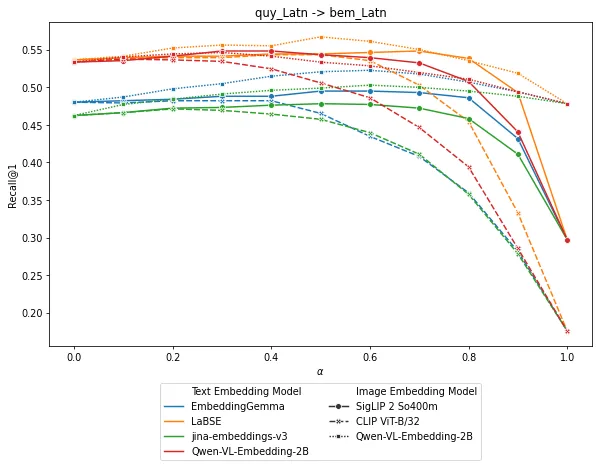 quy_Latn -> bem_Latn
Recall@1
0.55
0.50
0.45
0.40
0.35
0.30
0.25
0.20
0.0 0.2 0.4 0.6 0.8 1.0
α
Text Embedding Model Image Embedding Model
EmbeddingGemma SigLIP 2 So400m
LaBSE CLIP ViT-B/32
jina-embeddings-v3 Qwen-VL-Embedding-2B
Qwen-VL-Embedding-2B